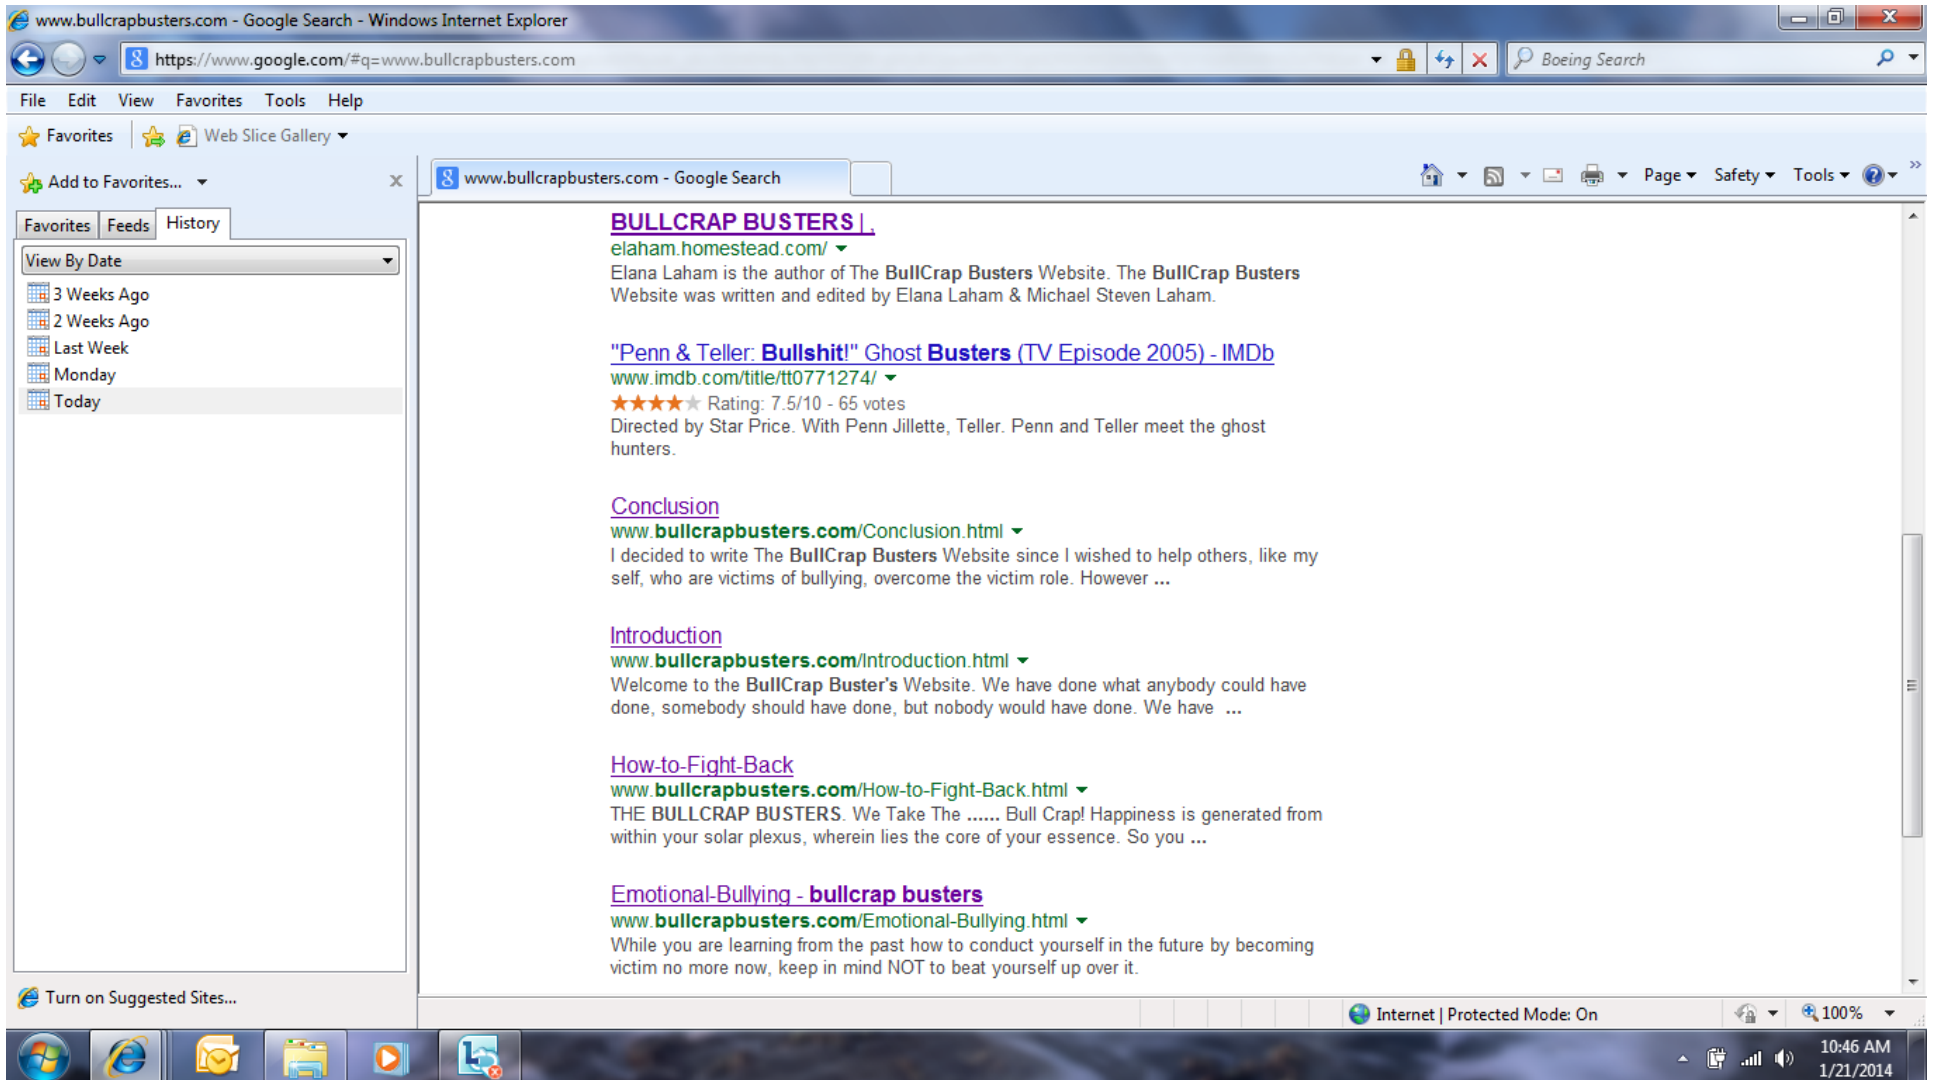 www.bullcrapbusters.com - Google Search - Windows Internet Explorer
https://www.google.com/#q=www.bullcrapbusters.com
Boeing Search
File Edit View Favorites Tools Help
Favorites Web Slice Gallery
Add to Favorites... x
www.bullcrapbusters.com - Google Search
Page Safety Tools
Favorites Feeds History
View By Date
3 Weeks Ago
2 Weeks Ago
Last Week
Monday
Today
BULLCRAP BUSTERS | ,
elaham.homestead.com/
Elana Laham is the author of The BullCrap Busters Website. The BullCrap Busters
Website was written and edited by Elana Laham & Michael Steven Laham.
"Penn & Teller: Bullshit!" Ghost Busters (TV Episode 2005) - IMDb
www.imdb.com/title/tt0771274/
Rating: 7.5/10 - 65 votes
Directed by Star Price. With Penn Jillette, Teller. Penn and Teller meet the ghost
hunters.
Conclusion
www.bullcrapbusters.com/Conclusion.html
I decided to write The BullCrap Busters Website since I wished to help others, like my
self, who are victims of bullying, overcome the victim role. However ...
Introduction
www.bullcrapbusters.com/Introduction.html
Welcome to the BullCrap Buster's Website. We have done what anybody could have
done, somebody should have done, but nobody would have done. We have ...
How-to-Fight-Back
www.bullcrapbusters.com/How-to-Fight-Back.html
THE BULLCRAP BUSTERS. We Take The ...... Bull Crap! Happiness is generated from
within your solar plexus, wherein lies the core of your essence. So you ...
Emotional-Bullying - bullcrap busters
www.bullcrapbusters.com/Emotional-Bullying.html
While you are learning from the past how to conduct yourself in the future by becoming
victim no more now, keep in mind NOT to beat yourself up over it.
Turn on Suggested Sites...
Internet | Protected Mode: On
100%
10:46 AM
1/21/2014